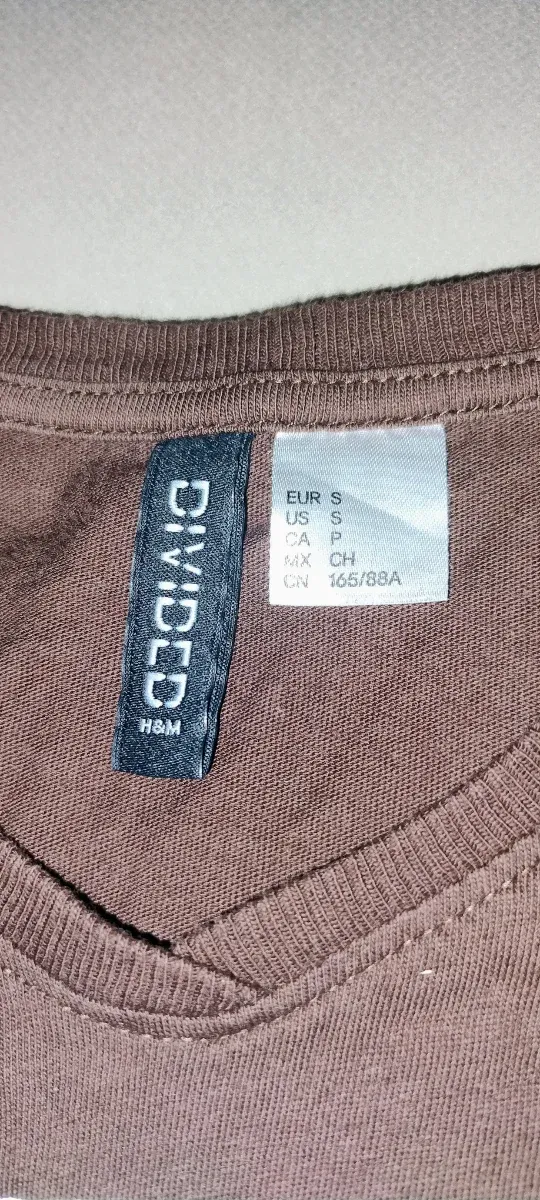 DIVIDED
H&M
EUR S
US S
CA P
MX CH
CN 165/88A